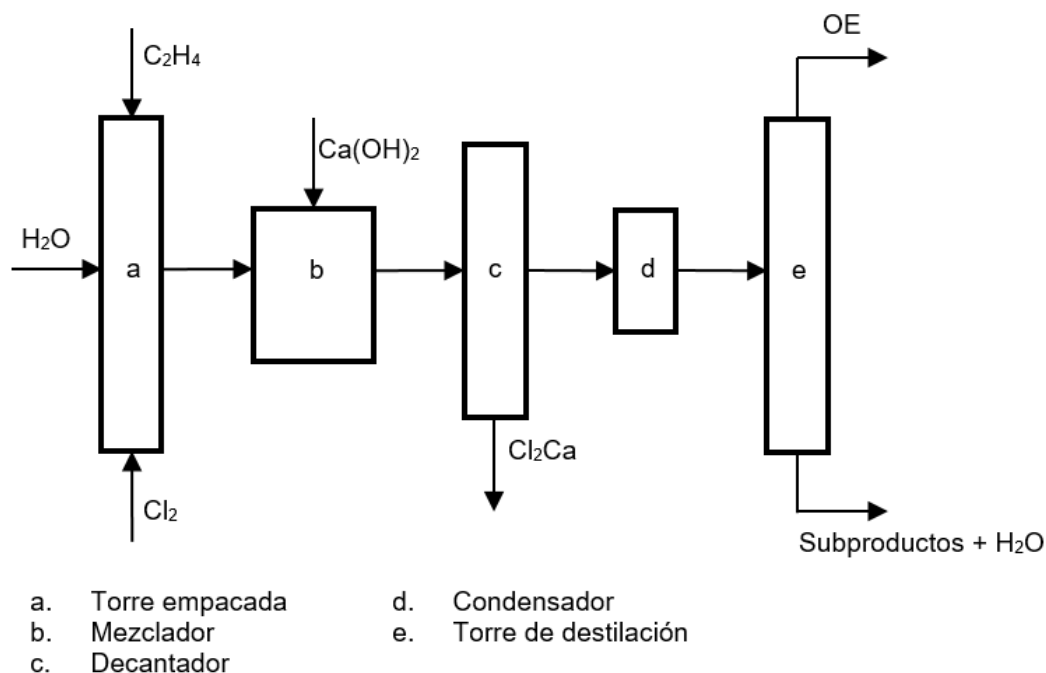 OE
C₂H₄
Ca(OH)₂
H₂O
a
b
c
d
e
Cl₂Ca
Cl₂
Subproductos + H₂O
a. Torre empacada
b. Mezclador
c. Decantador
d. Condensador
e. Torre de destilación